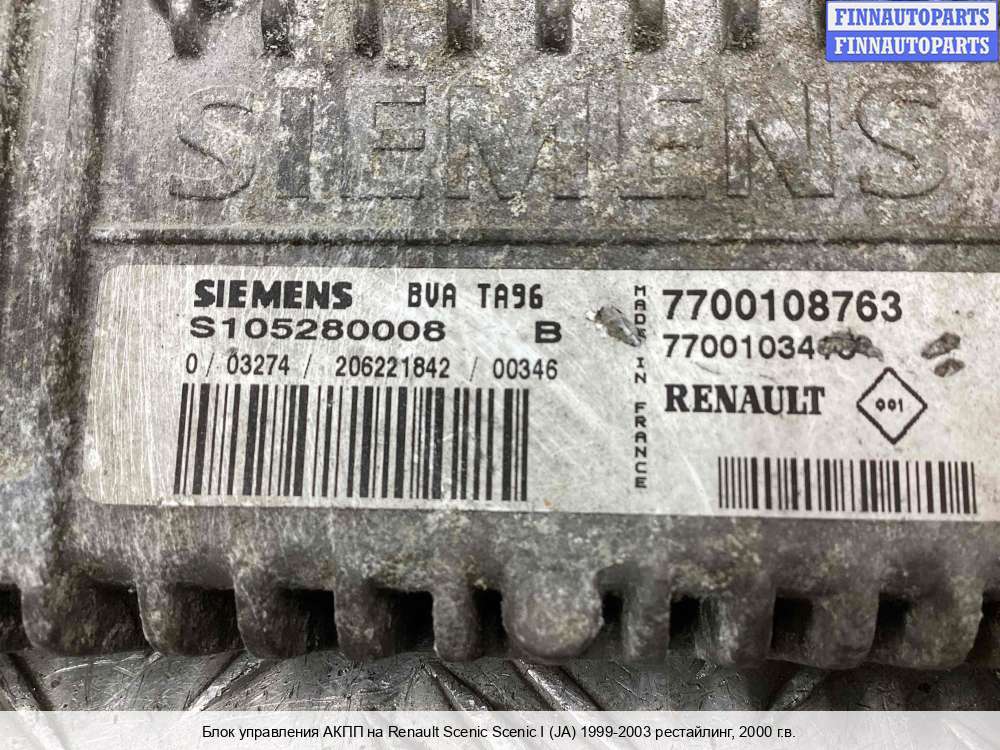 FINNAUTOPARTS
FINNAUTOPARTS
SIEMENS
SIEMENS BVA TA96
S105280008 B
0 / 03274 / 206221842 / 00346
MADE IN FRANCE
7700108763
RENAULT
001
Блок управления АКПП на Renault Scenic Scenic I (JA) 1999-2003 рестайлинг, 2000 г.в.